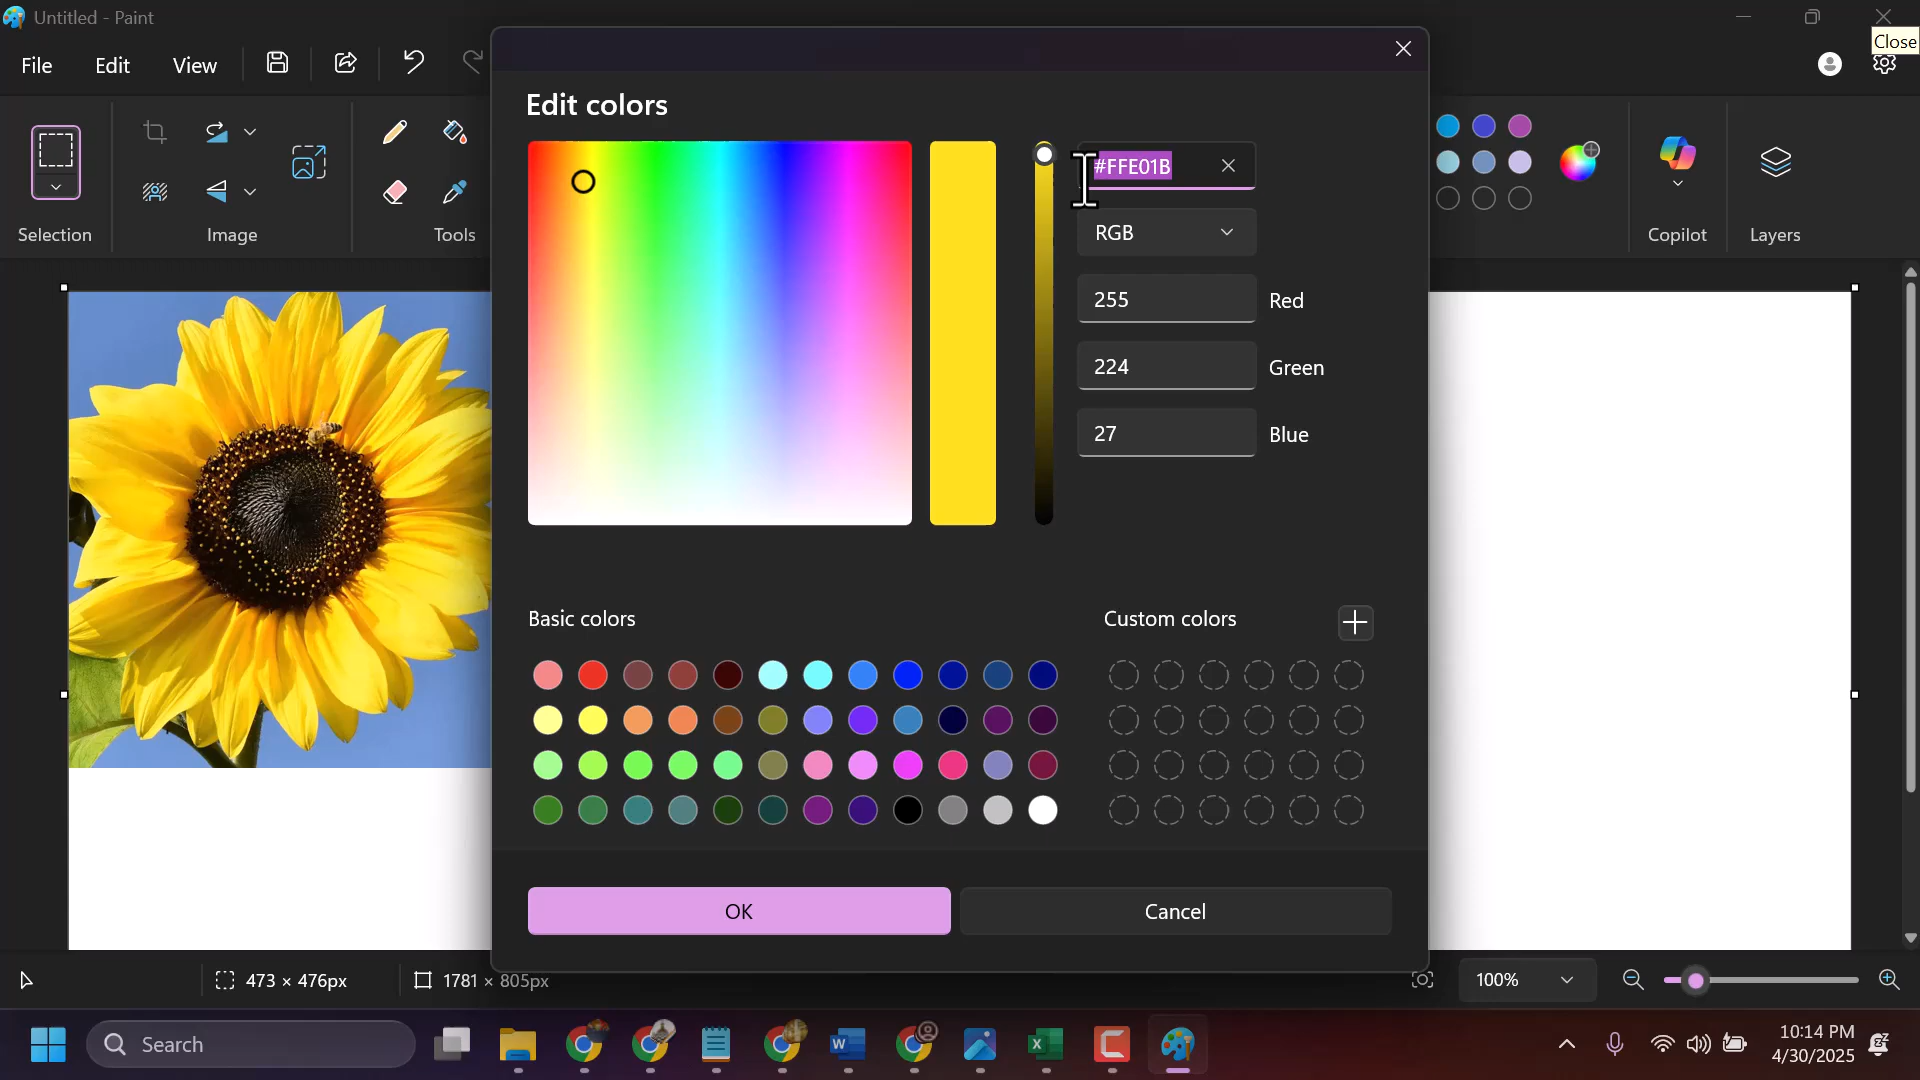 Untitled - Paint
Close
File Edit View
Edit colors
#FFE01B
RGB
255 Red
224 Green
27 Blue
Selection Image Tools Copilot Layers
Basic colors Custom colors
OK Cancel
473 × 476px 1781 × 805px 100%
Search
10:14 PM
4/30/2025